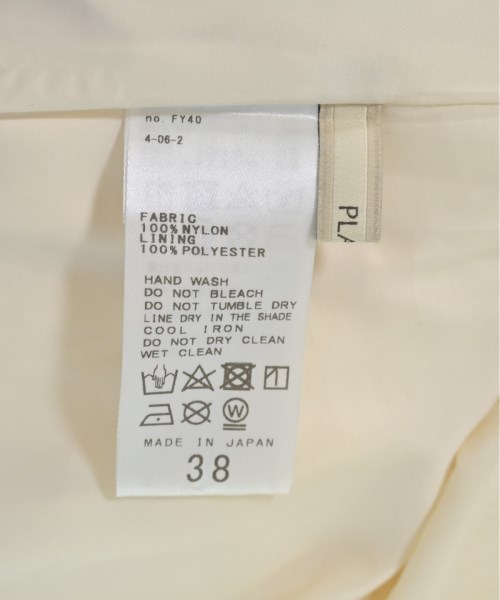 no. FY40
4-06-2
FABRIC
100%NYLON
LINING
100%POLYESTER
HAND WASH
DO NOT BLEACH
DO NOT TUMBLE DRY
LINE DRY IN THE SHADE
COOL IRON
DO NOT DRY CLEAN
WET CLEAN
W
MADE IN JAPAN
38
PLA